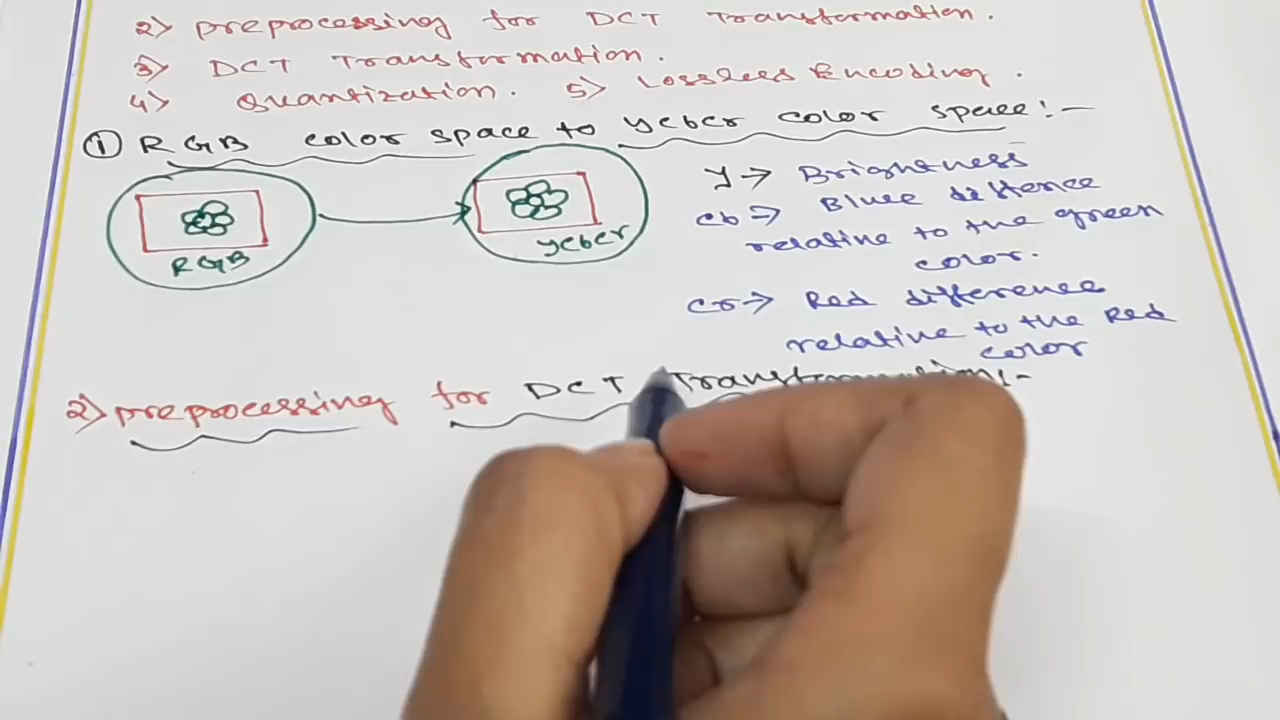 2) preprocessing for DCT Transformation.
3) DCT Transformation.
4) Quantization. 5) Lossless Encoding.
① RGB color space to ycbcr color space:-
RGB
ycbcr
y→ Brightness
cb→ Blue diffence
relative to the green
color.
cr→ Red difference
relative to the Red
color
2) preprocessing for DCT Transformation:-